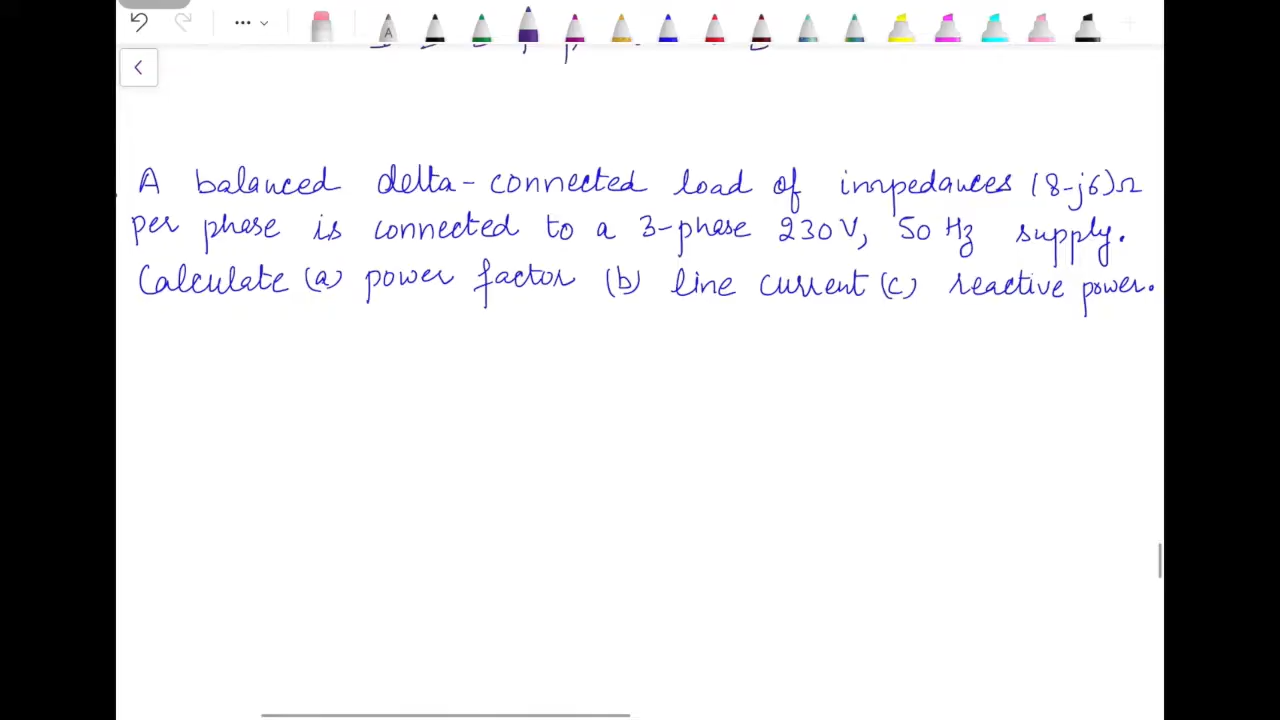 A balanced delta-connected load of impedances (8-j6)Ω
per phase is connected to a 3-phase 230V, 50 Hz supply.
Calculate (a) power factor (b) line current (c) reactive power.